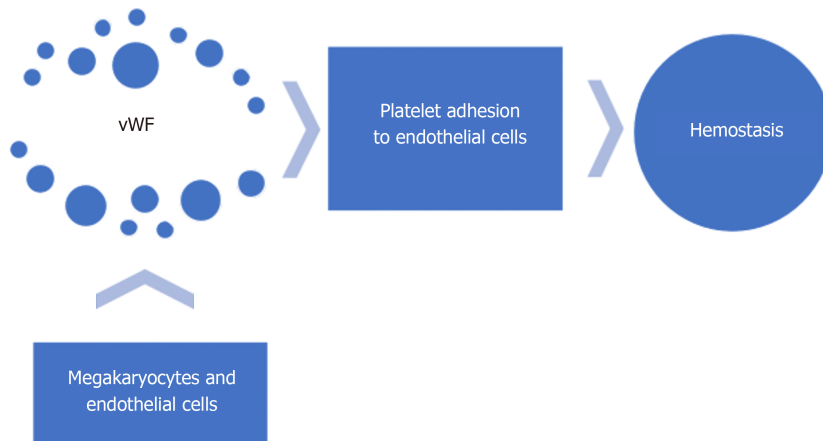 vWF
Platelet adhesion
to endothelial cells
Hemostasis
Megakaryocytes and
endothelial cells